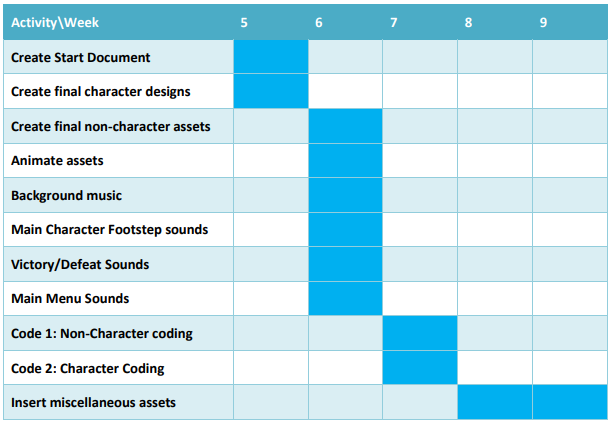 Activity\Week 5 6 7 8 9
Create Start Document
Create final character designs
Create final non-character assets
Animate assets
Background music
Main Character Footstep sounds
Victory/Defeat Sounds
Main Menu Sounds
Code 1: Non-Character coding
Code 2: Character Coding
Insert miscellaneous assets